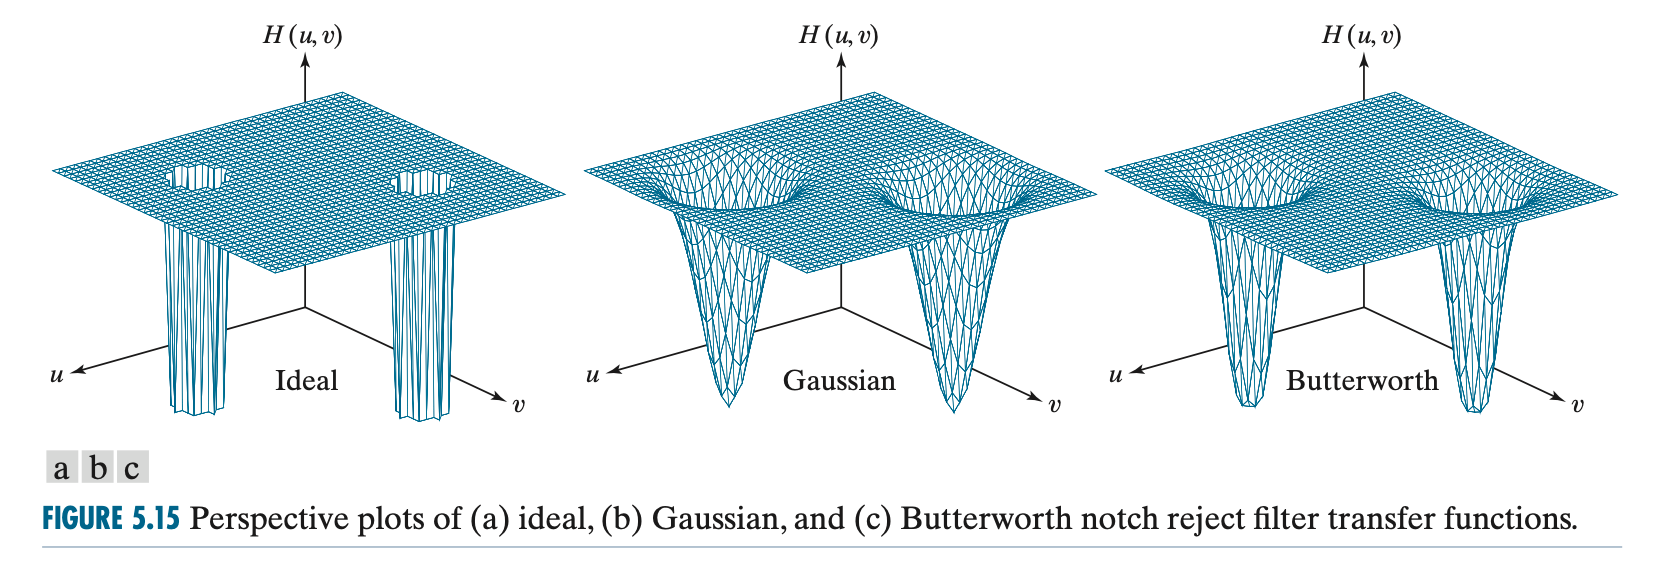 H(u, v) H(u, v) H(u, v)
u Ideal v u Gaussian v u Butterworth v
a b c
FIGURE 5.15 Perspective plots of (a) ideal, (b) Gaussian, and (c) Butterworth notch reject filter transfer functions.